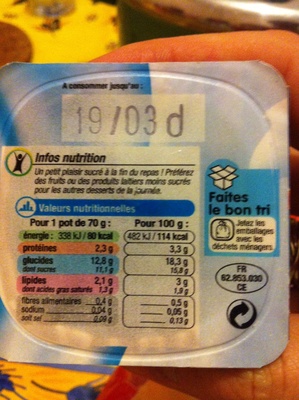 A consommer jusqu'au :
19/03 d
Infos nutrition
Un petit plaisir sucré à la fin du repas ! Préférez
des fruits ou des produits laitiers moins sucrés
pour les autres desserts de la journée.
Valeurs nutritionnelles
Pour 1 pot de 70 g : Pour 100 g :
énergie : 338 kJ / 80 kcal 482 kJ / 114 kcal
protéines 2,3 g 3,3 g
glucides 12,8 g 18,3 g
dont sucres 11,1 g 15,8 g
lipides 2,1 g 3 g
dont acides gras saturés 1,3 g 1,9 g
fibres alimentaires 0,4 g 0,5 g
sodium 0,04 g 0,05 g
soit sel 0,09 g 0,13 g
Faites
le bon tri
Jetez les
emballages
avec les
déchets ménagers
FR
62.853.030
CE